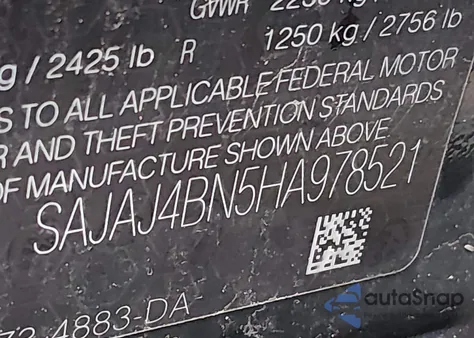 GVWR
g / 2425 lb R 1250 kg / 2756 lb
S TO ALL APPLICABLE FEDERAL MOTOR
R AND THEFT PREVENTION STANDARDS
OF MANUFACTURE SHOWN ABOVE
SAJAJ4BN5HA978521
4883-DA
autoSnap